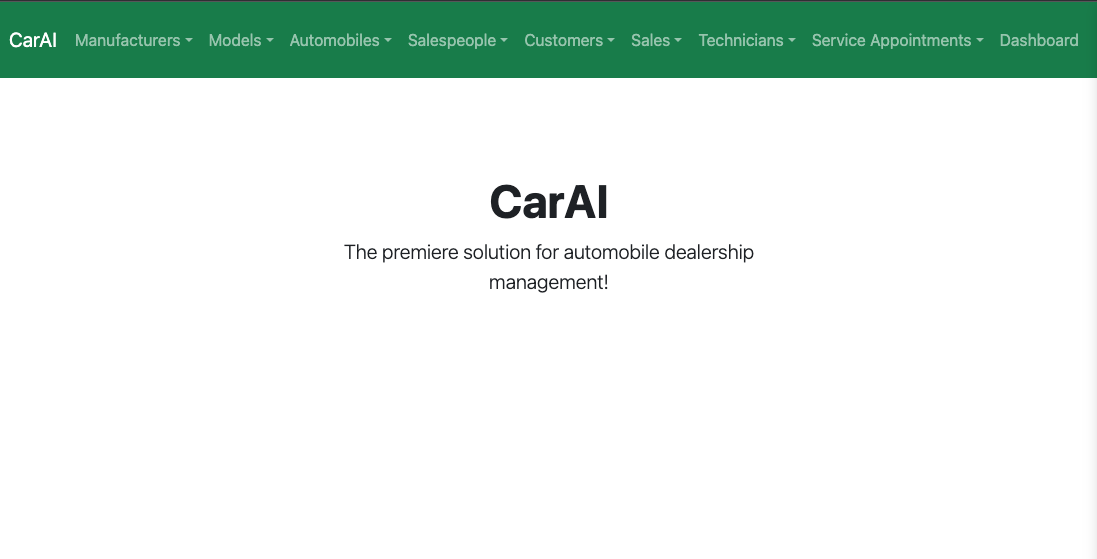 CarAI Manufacturers Models Automobiles Salespeople Customers Sales Technicians Service Appointments Dashboard
CarAI
The premiere solution for automobile dealership
management!